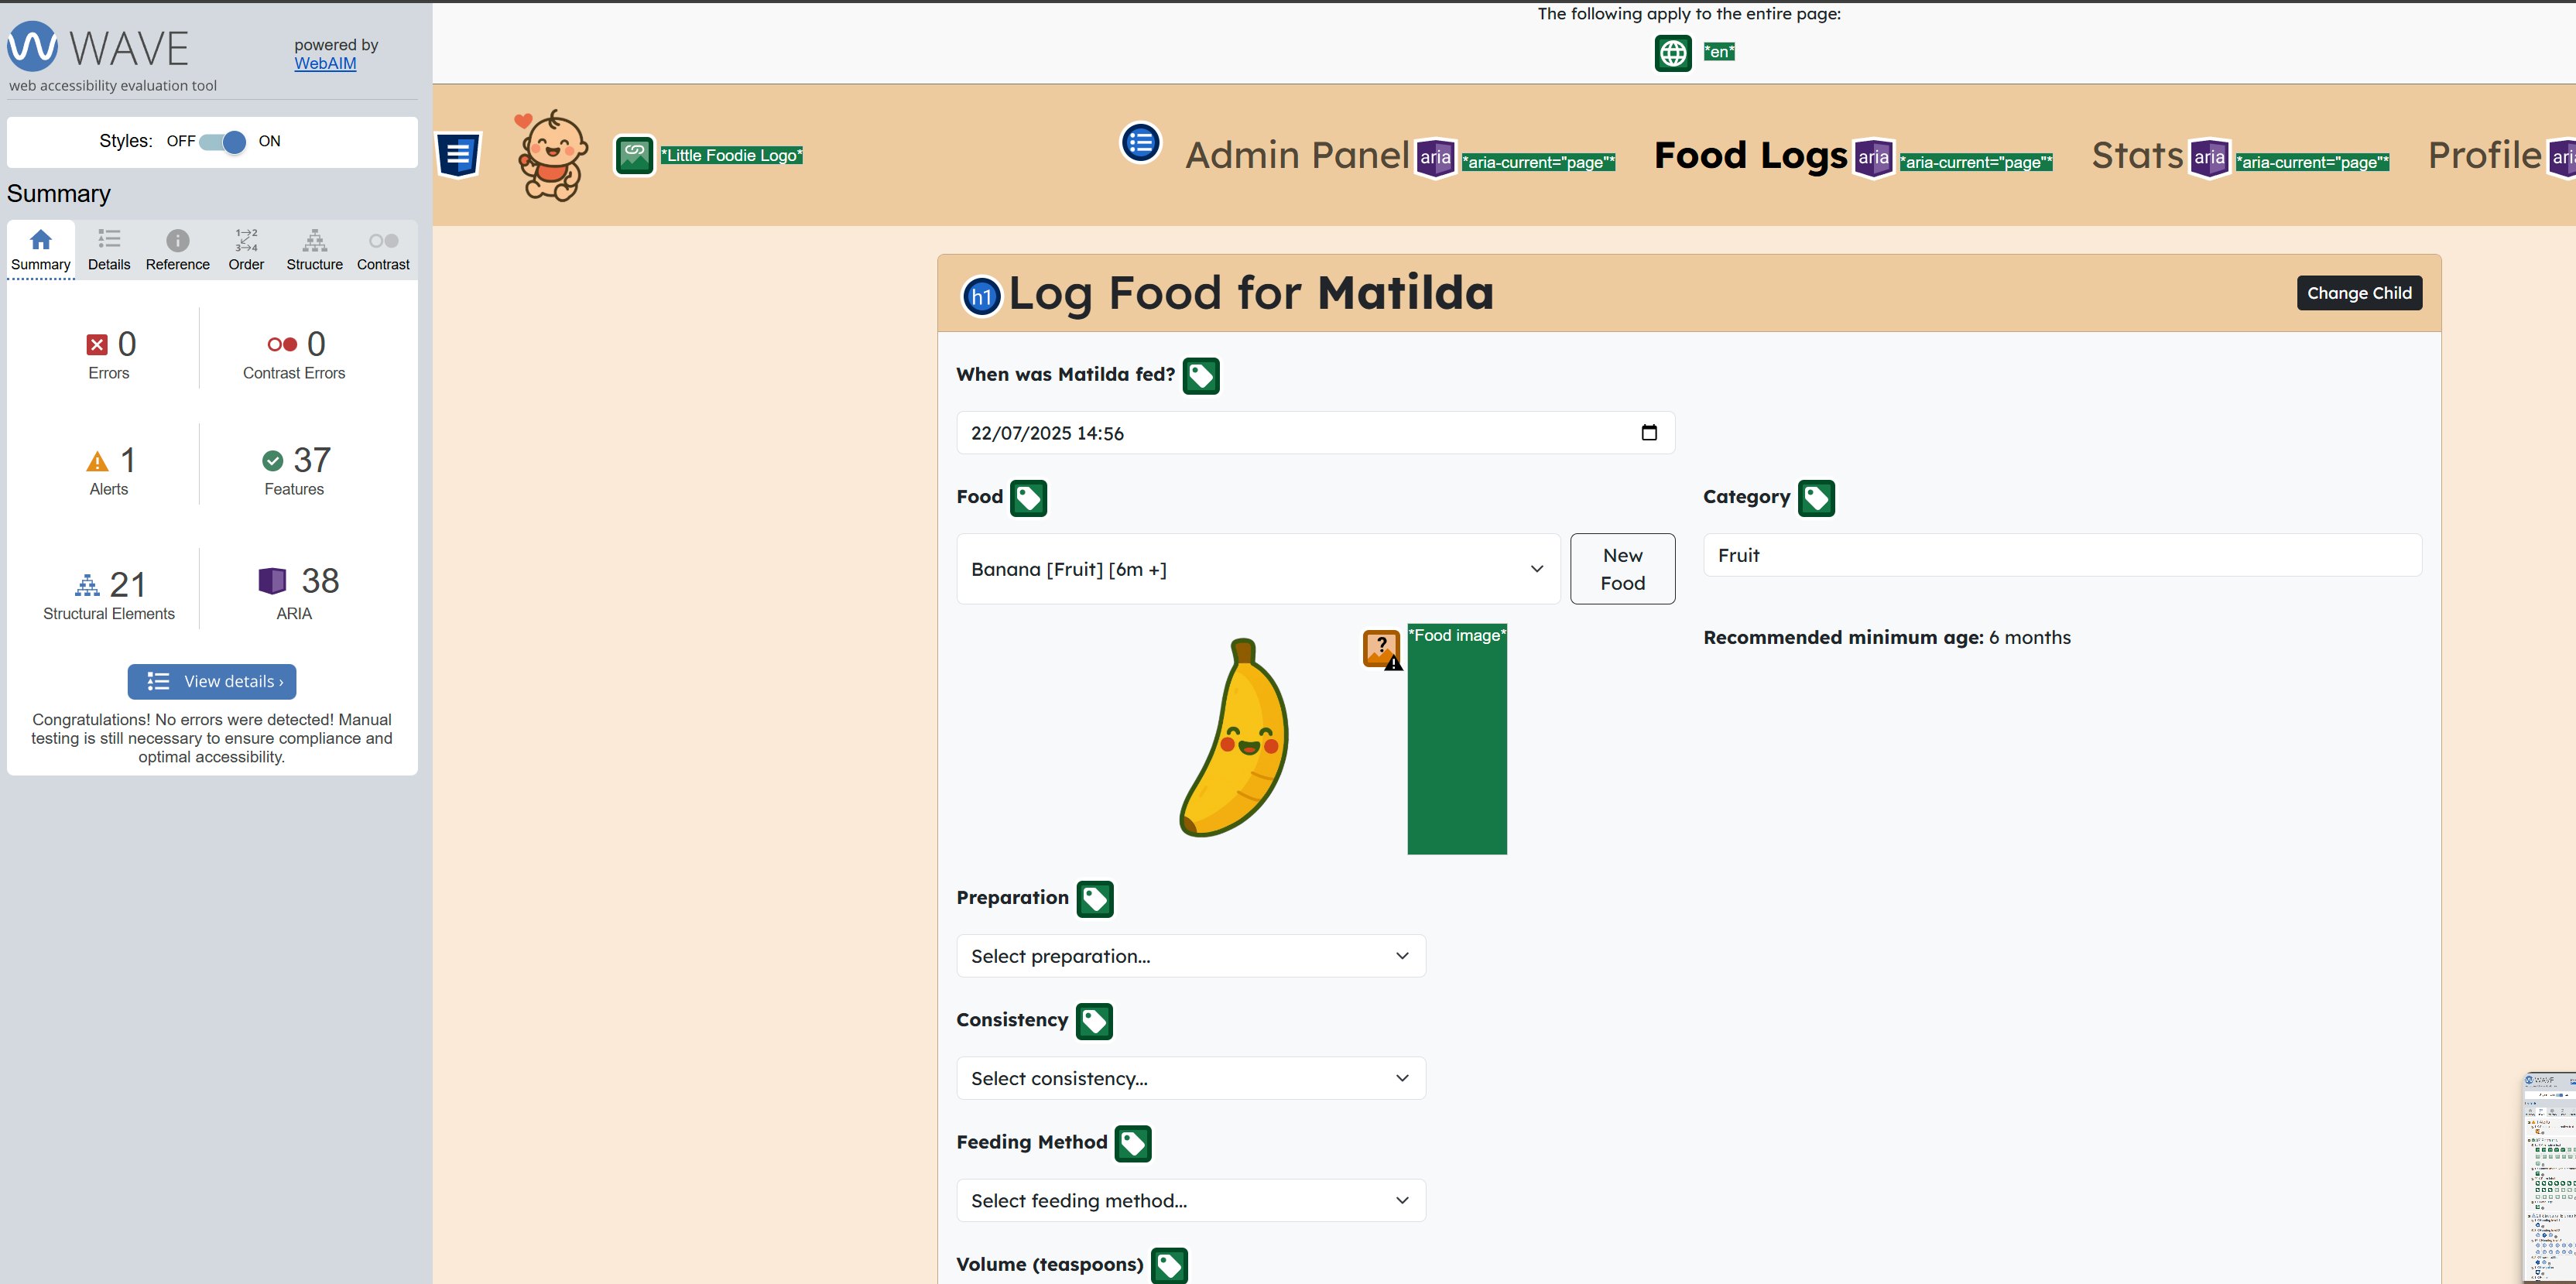 WAVE
powered by
WebAIM
web accessibility evaluation tool
Styles: OFF ON
Summary
Summary Details Reference Order Structure Contrast
1→2
3→4
0
Errors
0
Contrast Errors
1
Alerts
37
Features
21
Structural Elements
38
ARIA
View details ›
Congratulations! No errors were detected! Manual
testing is still necessary to ensure compliance and
optimal accessibility.
The following apply to the entire page:
*en*
*Little Foodie Logo*
Admin Panel aria *aria-current="page"*
Food Logs aria *aria-current="page"*
Stats aria *aria-current="page"*
Profile
h1 Log Food for Matilda
Change Child
When was Matilda fed?
22/07/2025 14:56
Food
Banana [Fruit] [6m +]
New
Food
Category
Fruit
*Food image*
Recommended minimum age: 6 months
Preparation
Select preparation...
Consistency
Select consistency...
Feeding Method
Select feeding method...
Volume (teaspoons)